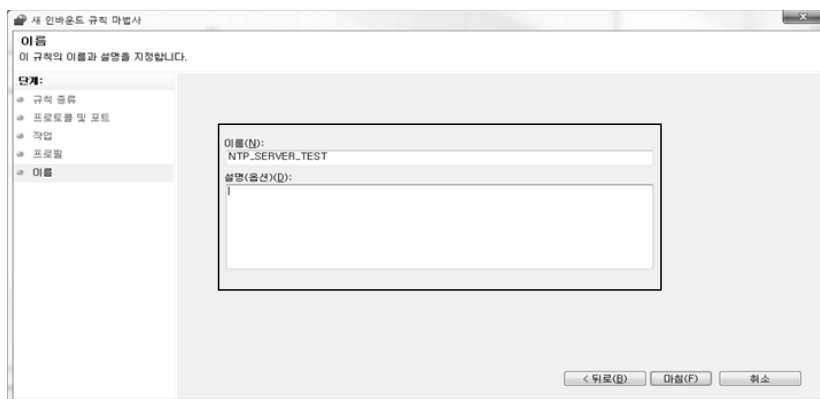 새 인바운드 규칙 마법사
이름
이 규칙의 이름과 설명을 지정합니다.
단계:
규칙 종류
프로토콜 및 포트
작업
프로필
이름
이름(N):
NTP_SERVER_TEST
설명(옵션)(D):
< 뒤로(B) 마침(F) 취소